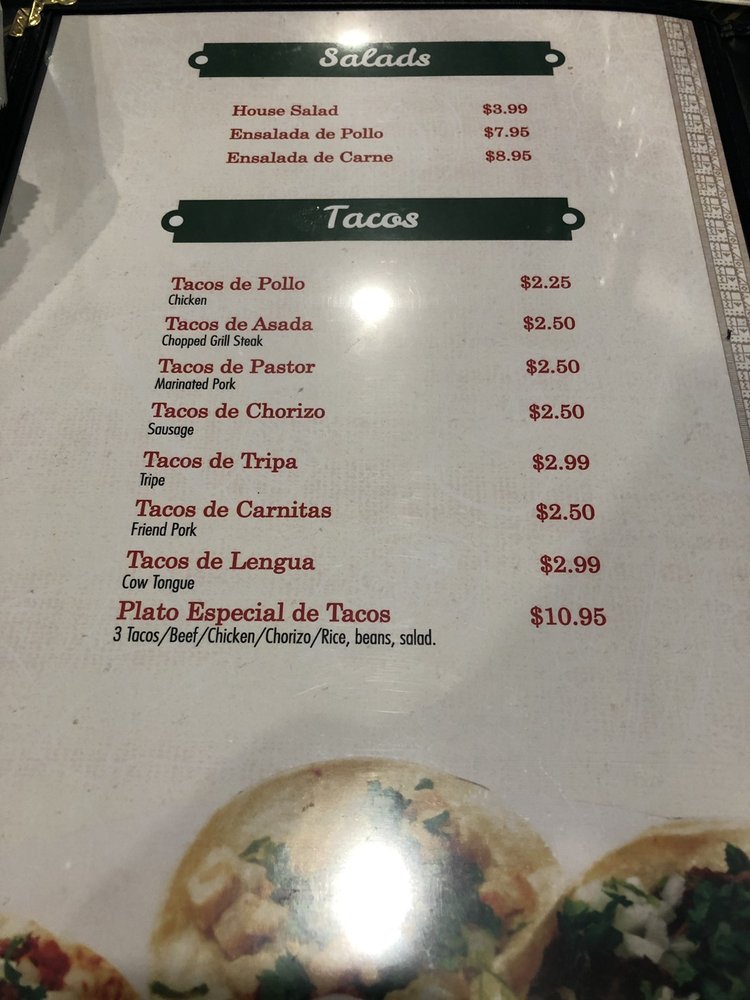 Salads
House Salad $3.99
Ensalada de Pollo $7.95
Ensalada de Carne $8.95
Tacos
Tacos de Pollo $2.25
Chicken
Tacos de Asada $2.50
Chopped Grill Steak
Tacos de Pastor $2.50
Marinated Pork
Tacos de Chorizo $2.50
Sausage
Tacos de Tripa $2.99
Tripe
Tacos de Carnitas $2.50
Friend Pork
Tacos de Lengua $2.99
Cow Tongue
Plato Especial de Tacos $10.95
3 Tacos/Beef/Chicken/Chorizo/Rice, beans, salad.